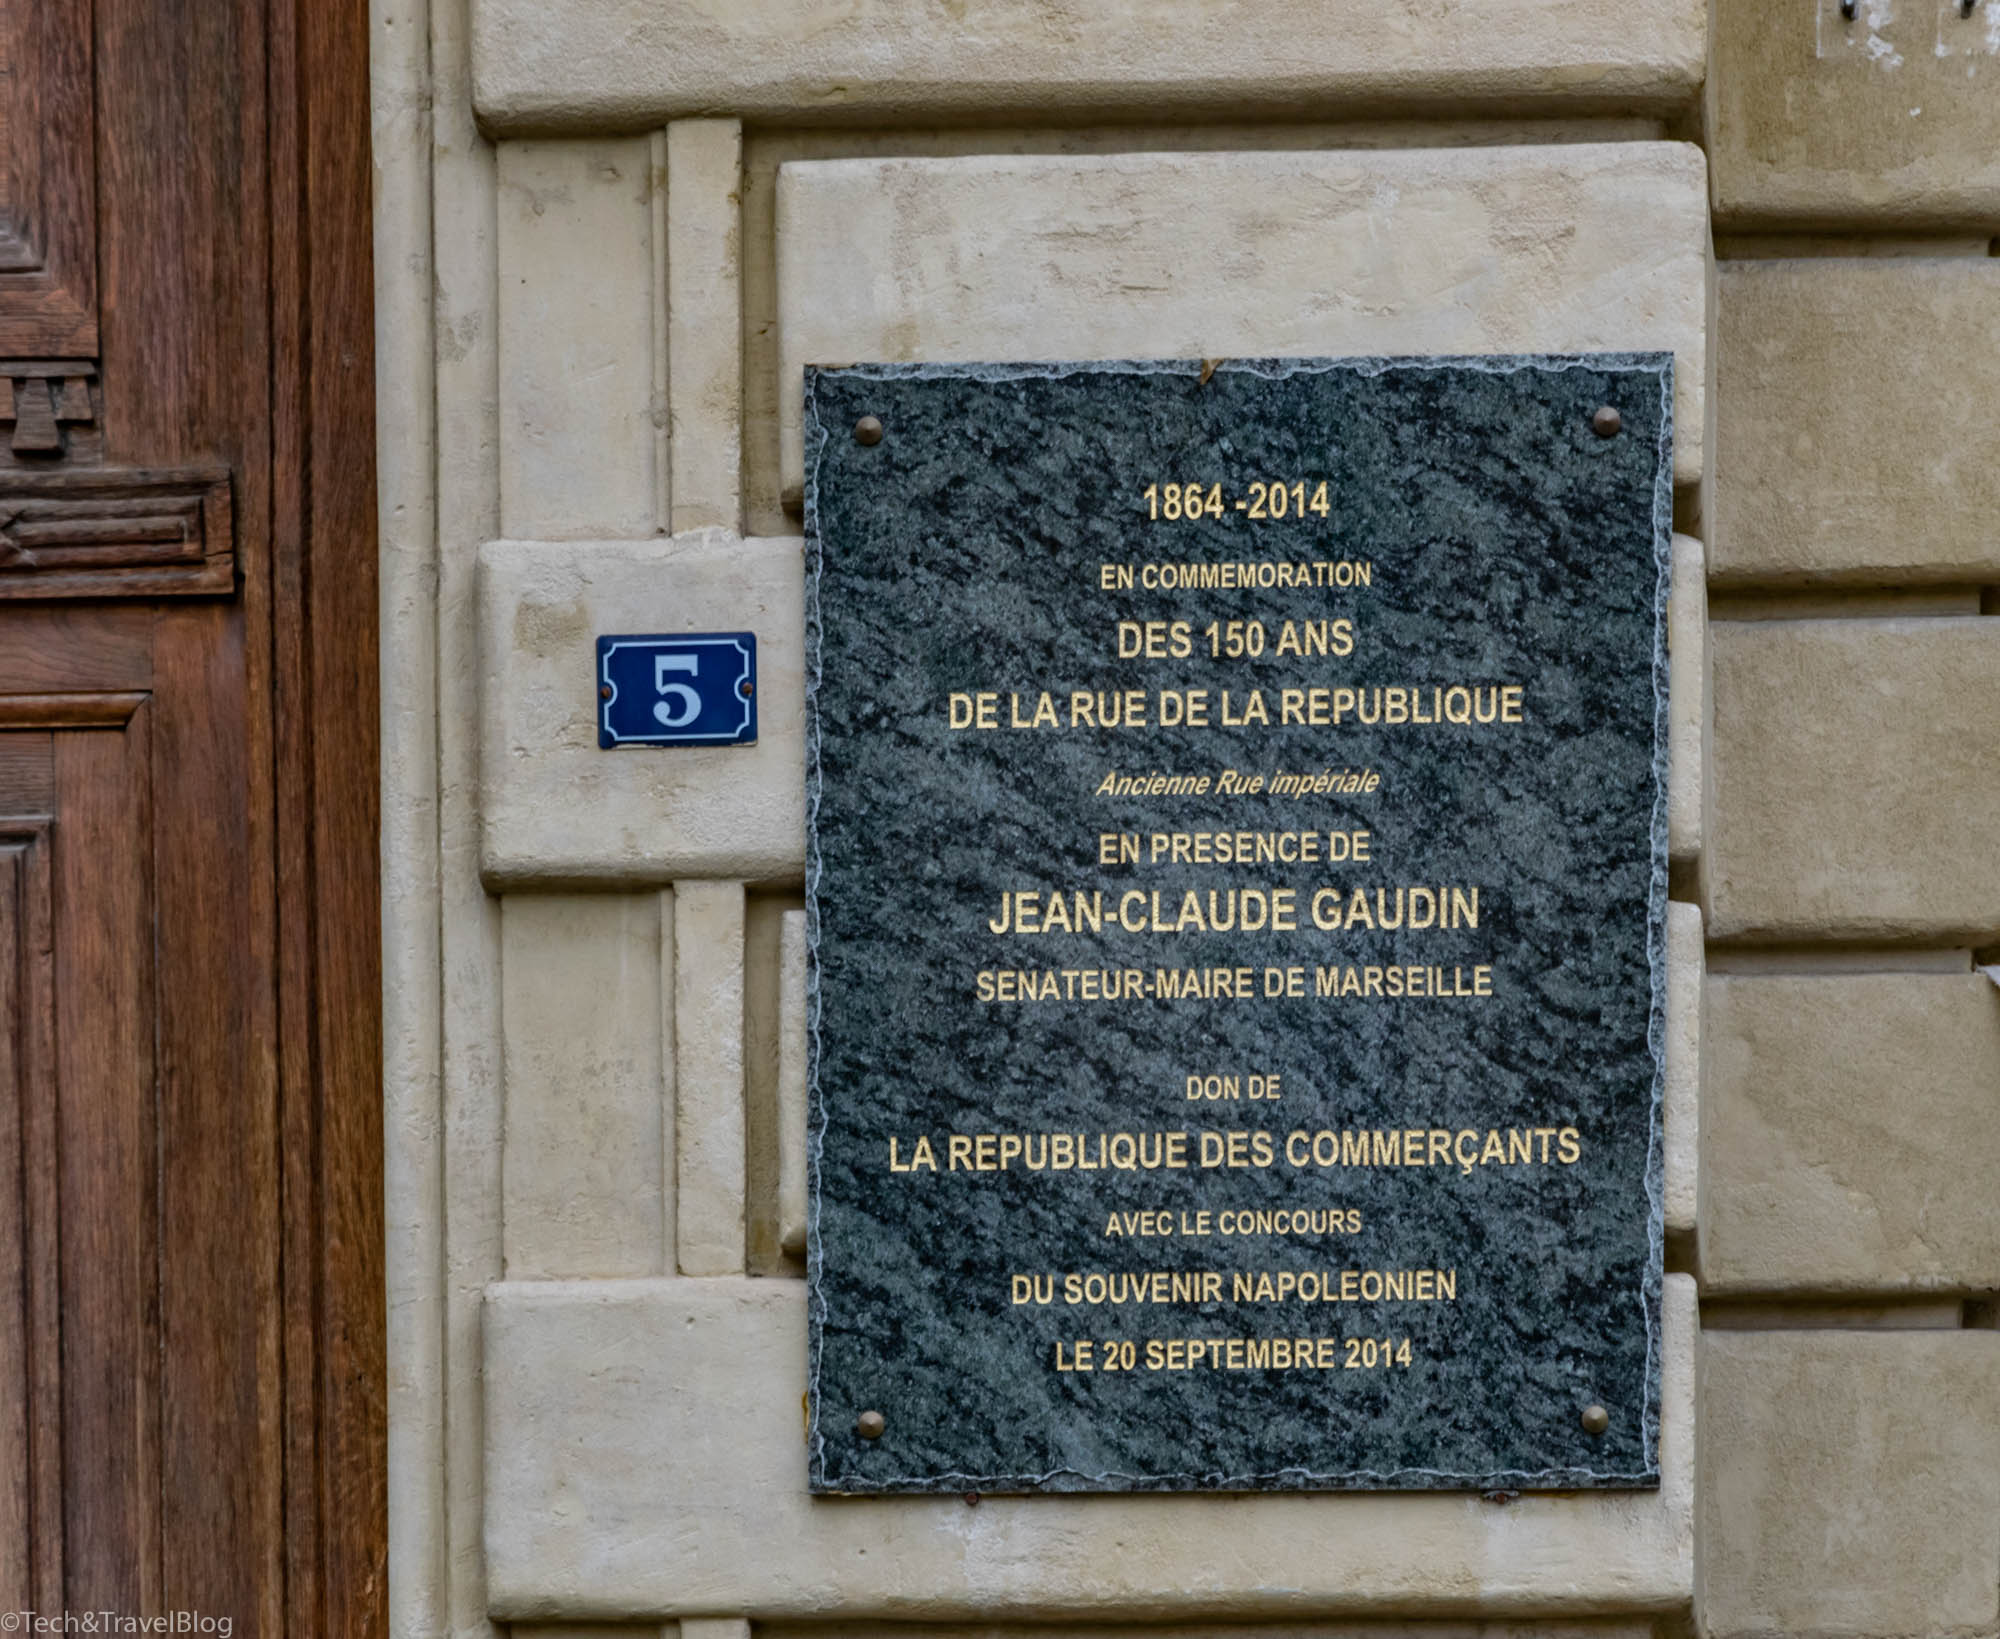 5
1864 -2014
EN COMMEMORATION
DES 150 ANS
DE LA RUE DE LA REPUBLIQUE
Ancienne Rue impériale
EN PRESENCE DE
JEAN-CLAUDE GAUDIN
SENATEUR-MAIRE DE MARSEILLE
DON DE
LA REPUBLIQUE DES COMMERÇANTS
AVEC LE CONCOURS
DU SOUVENIR NAPOLEONIEN
LE 20 SEPTEMBRE 2014
©Tech&TravelBlog